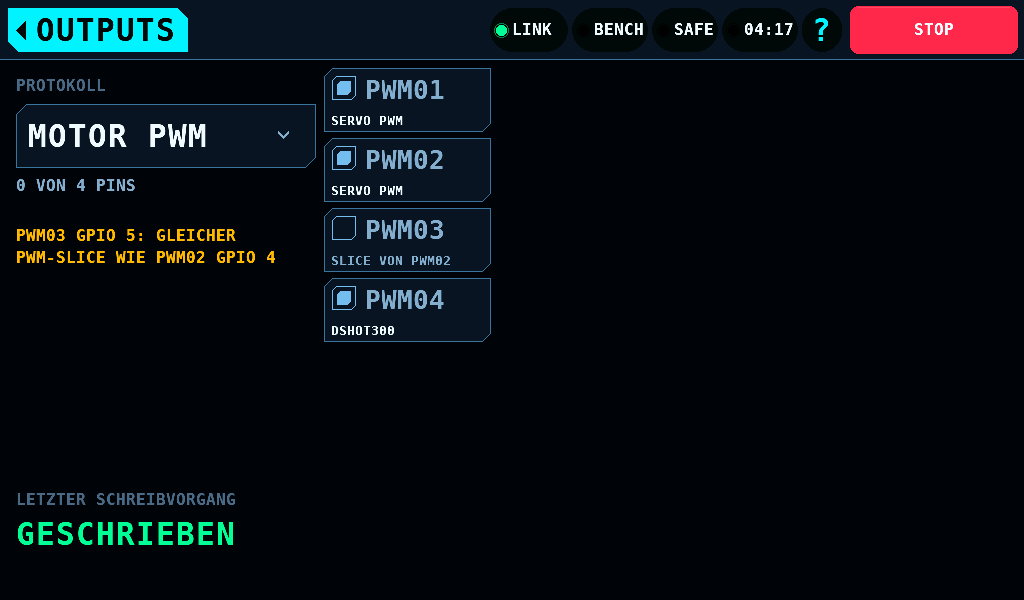 OUTPUTS
LINK
BENCH
SAFE
04:17
?
STOP
PROTOKOLL
MOTOR PWM
0 VON 4 PINS
PWM03 GPIO 5: GLEICHER
PWM-SLICE WIE PWM02 GPIO 4
PWM01
SERVO PWM
PWM02
SERVO PWM
PWM03
SLICE VON PWM02
PWM04
DSHOT300
LETZTER SCHREIBVORGANG
GESCHRIEBEN